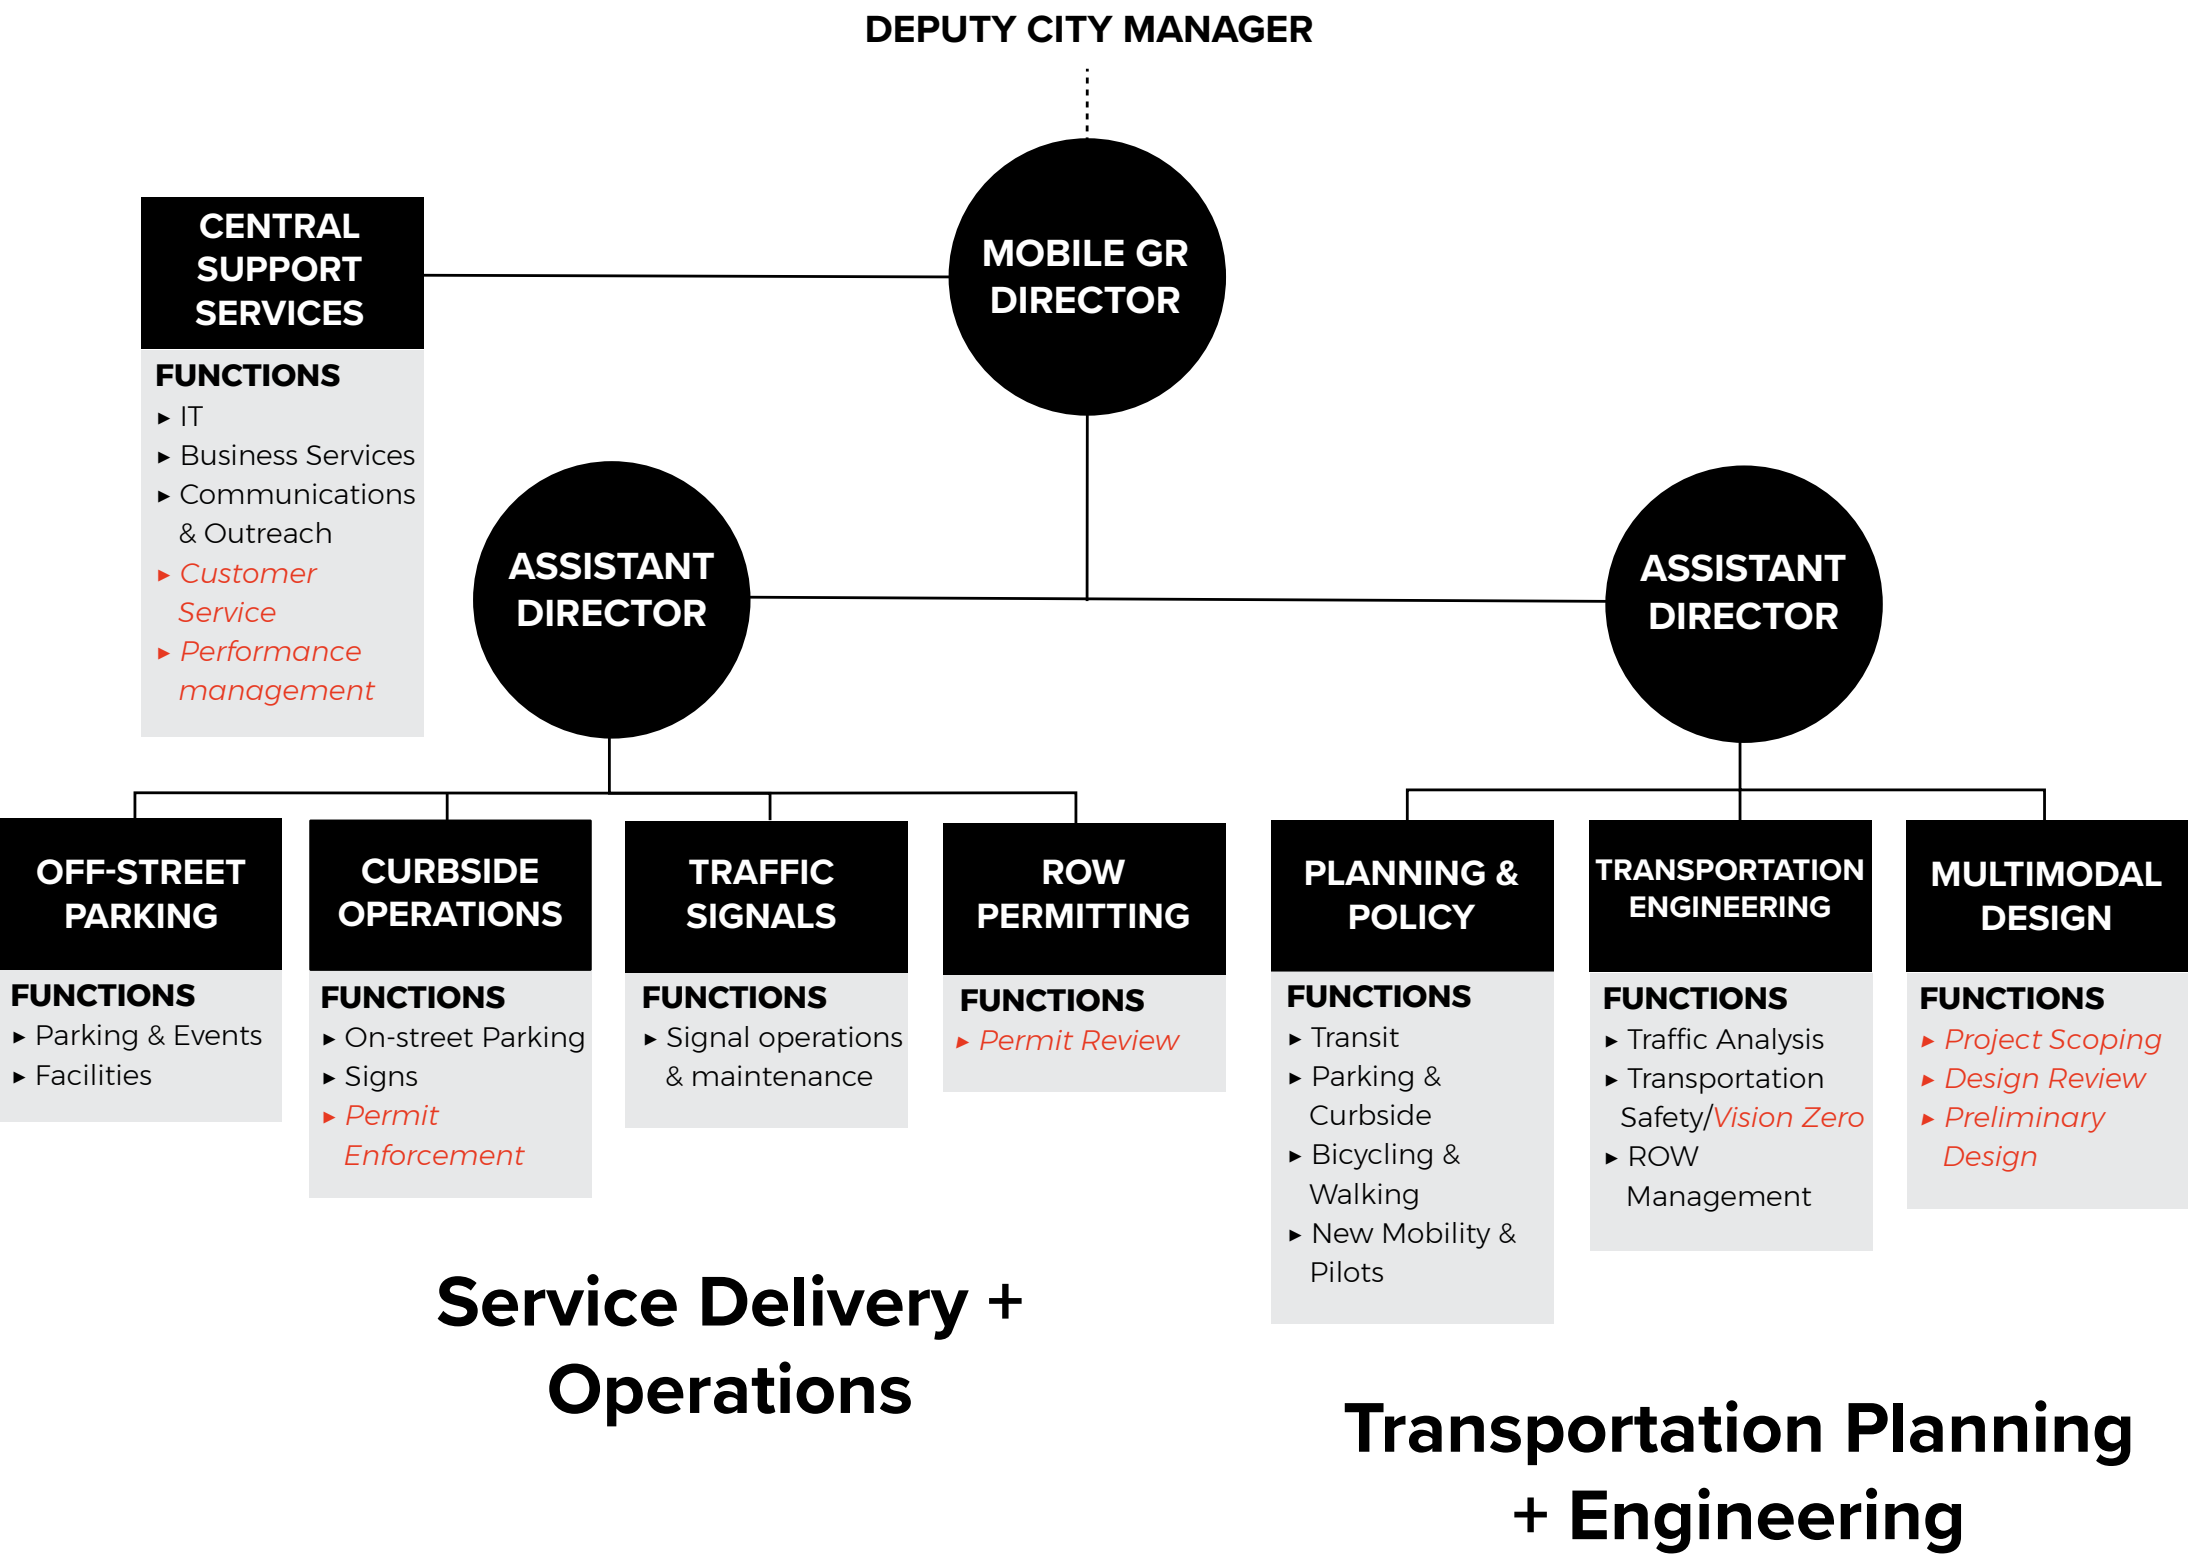 DEPUTY CITY MANAGER
MOBILE GR
DIRECTOR
CENTRAL
SUPPORT
SERVICES
FUNCTIONS
▸ IT
▸ Business Services
▸ Communications
& Outreach
▸ Customer
Service
▸ Performance
management
ASSISTANT
DIRECTOR
ASSISTANT
DIRECTOR
OFF-STREET
PARKING
FUNCTIONS
▸ Parking & Events
▸ Facilities
CURBSIDE
OPERATIONS
FUNCTIONS
▸ On-street Parking
▸ Signs
▸ Permit
Enforcement
TRAFFIC
SIGNALS
FUNCTIONS
▸ Signal operations
& maintenance
ROW
PERMITTING
FUNCTIONS
▸ Permit Review
PLANNING &
POLICY
FUNCTIONS
▸ Transit
▸ Parking &
Curbside
▸ Bicycling &
Walking
▸ New Mobility &
Pilots
TRANSPORTATION
ENGINEERING
FUNCTIONS
▸ Traffic Analysis
▸ Transportation
Safety/Vision Zero
▸ ROW
Management
MULTIMODAL
DESIGN
FUNCTIONS
▸ Project Scoping
▸ Design Review
▸ Preliminary
Design
Service Delivery +
Operations
Transportation Planning
+ Engineering